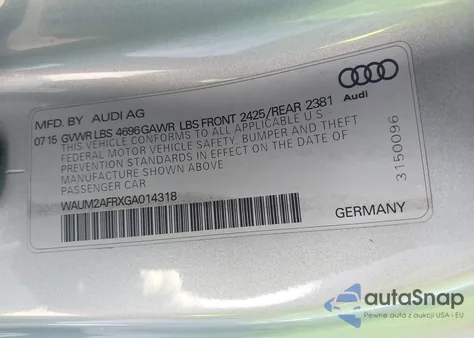 MFD. BY AUDI AG
Audi
07 15 GVWR LBS 4696 GAWR LBS FRONT 2425/REAR 2381
THIS VEHICLE CONFORMS TO ALL APPLICABLE U.S.
FEDERAL MOTOR VEHICLE SAFETY, BUMPER AND THEFT
PREVENTION STANDARDS IN EFFECT ON THE DATE OF
MANUFACTURE SHOWN ABOVE
PASSENGER CAR
WAUM2AFRXGA014318
3150096
GERMANY
autoSnap
Pewne auto z aukcji USA i EU